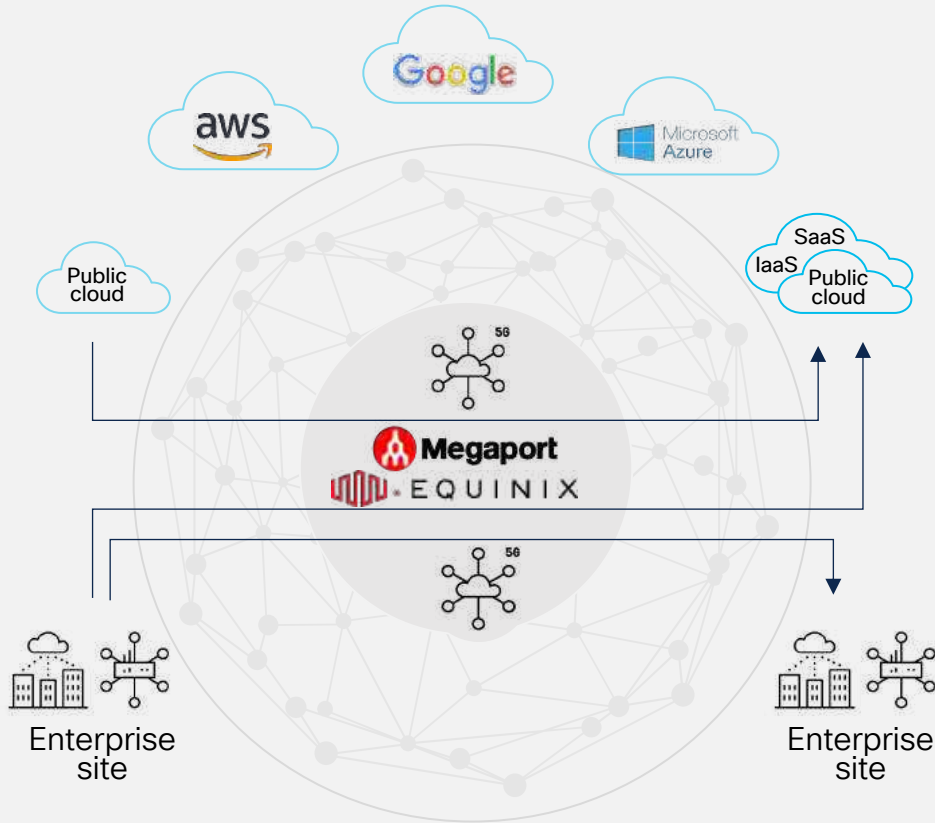 Google
aws
Microsoft
Azure
SaaS
IaaS
Public
cloud
Public
cloud
5G
Megaport
EQUINIX
5G
Enterprise
site
Enterprise
site